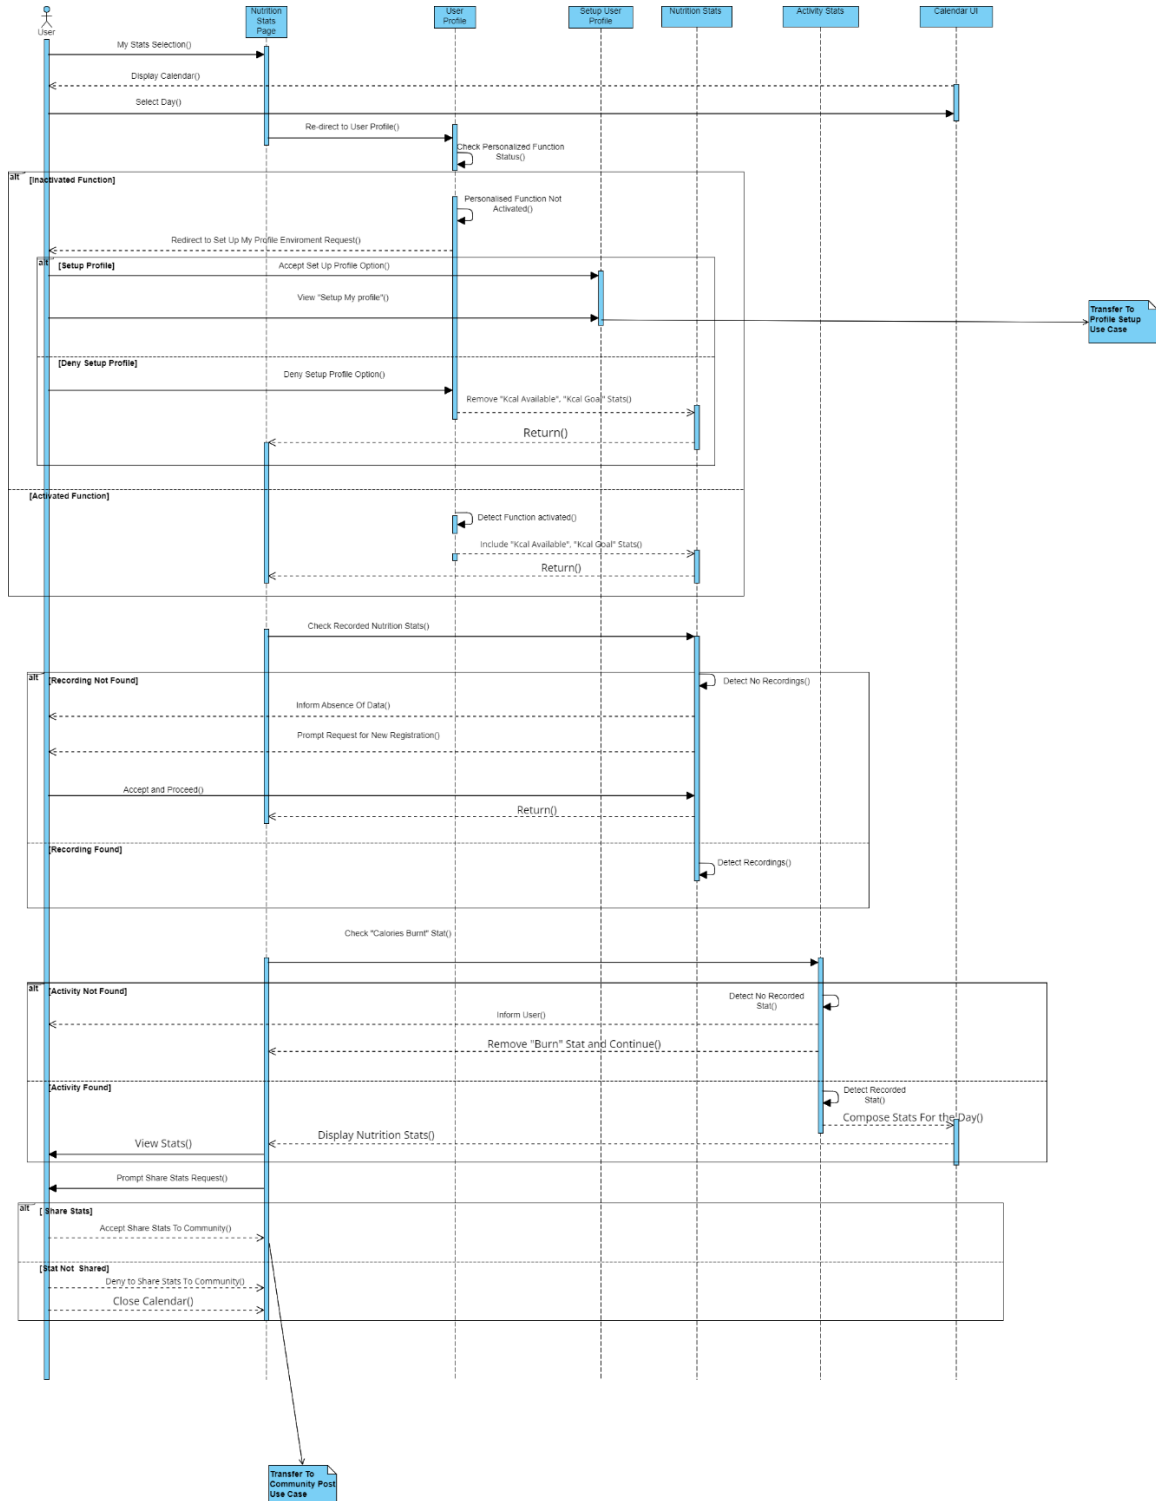 User
Nutrition
Stats
Page
User
Profile
Setup User
Profile
Nutrition Stats
Activity Stats
Calendar UI
My Stats Selection()
Display Calendar()
Select Day()
Re-direct to User Profile()
Check Personalized Function
Status()
alt
[Inactivated Function]
Personalised Function Not
Activated()
Redirect to Set Up My Profile Enviroment Request()
alt
[Setup Profile]
Accept Set Up Profile Option()
View "Setup My profile"()
Transfer To
Profile Setup
Use Case
[Deny Setup Profile]
Deny Setup Profile Option()
Remove "Kcal Available", "Kcal Goal" Stats()
Return()
[Activated Function]
Detect Function activated()
Include "Kcal Available", "Kcal Goal" Stats()
Return()
Check Recorded Nutrition Stats()
alt
[Recording Not Found]
Detect No Recordings()
Inform Absence Of Data()
Prompt Request for New Registration()
Accept and Proceed()
Return()
[Recording Found]
Detect Recordings()
Check "Calories Burnt" Stat()
alt
[Activity Not Found]
Detect No Recorded
Stat()
Inform User()
Remove "Burn" Stat and Continue()
[Activity Found]
Detect Recorded
Stat()
Compose Stats For the Day()
Display Nutrition Stats()
View Stats()
Prompt Share Stats Request()
alt
[ Share Stats]
Accept Share Stats To Community()
[Stat Not Shared]
Deny to Share Stats To Community()
Close Calendar()
Transfer To
Community Post
Use Case